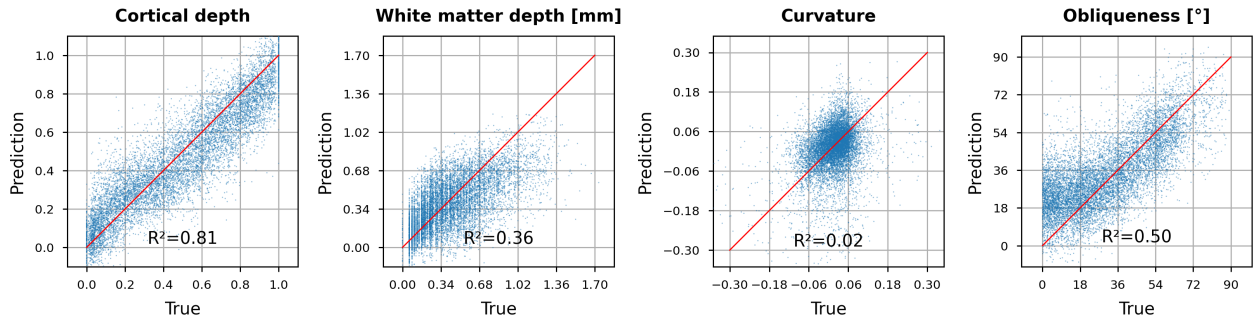 Cortical depth
Prediction
1.0
0.8
0.6
0.4
0.2
0.0
R²=0.81
0.0 0.2 0.4 0.6 0.8 1.0
True
White matter depth [mm]
Prediction
1.70
1.36
1.02
0.68
0.34
0.00
R²=0.36
0.00 0.34 0.68 1.02 1.36 1.70
True
Curvature
Prediction
0.30
0.18
0.06
−0.06
−0.18
−0.30
R²=0.02
−0.30 −0.18 −0.06 0.06 0.18 0.30
True
Obliqueness [°]
Prediction
90
72
54
36
18
0
R²=0.50
0 18 36 54 72 90
True